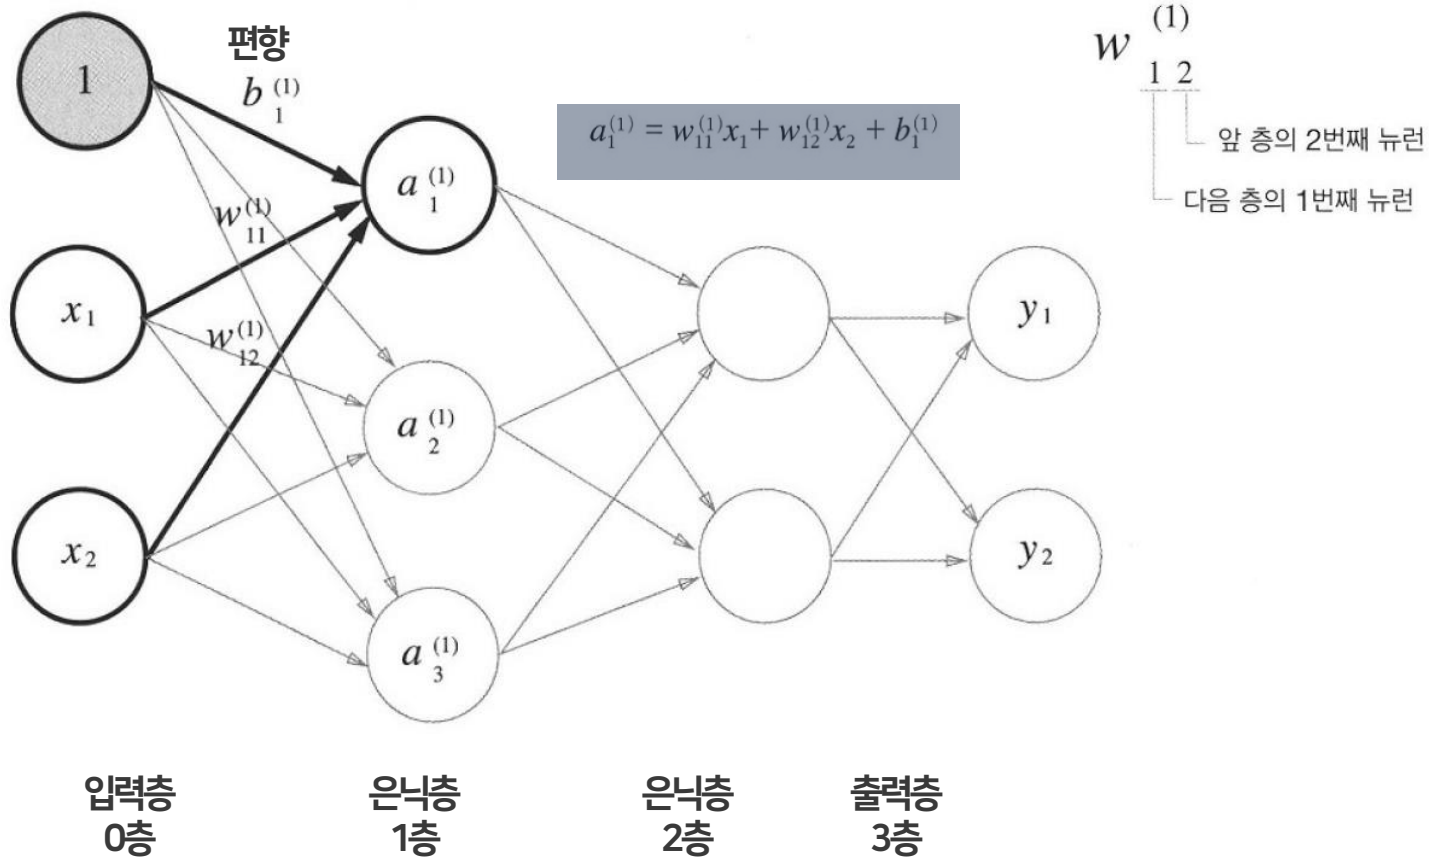 1
편향
b₁⁽¹⁾
a₁⁽¹⁾ = w₁₁⁽¹⁾x₁ + w₁₂⁽¹⁾x₂ + b₁⁽¹⁾
w₁₂⁽¹⁾
앞 층의 2번째 뉴런
다음 층의 1번째 뉴런
a₁⁽¹⁾
w₁₁⁽¹⁾
x₁
w₁₂⁽¹⁾
y₁
a₂⁽¹⁾
x₂
y₂
a₃⁽¹⁾
입력층 은닉층 은닉층 출력층
0층 1층 2층 3층